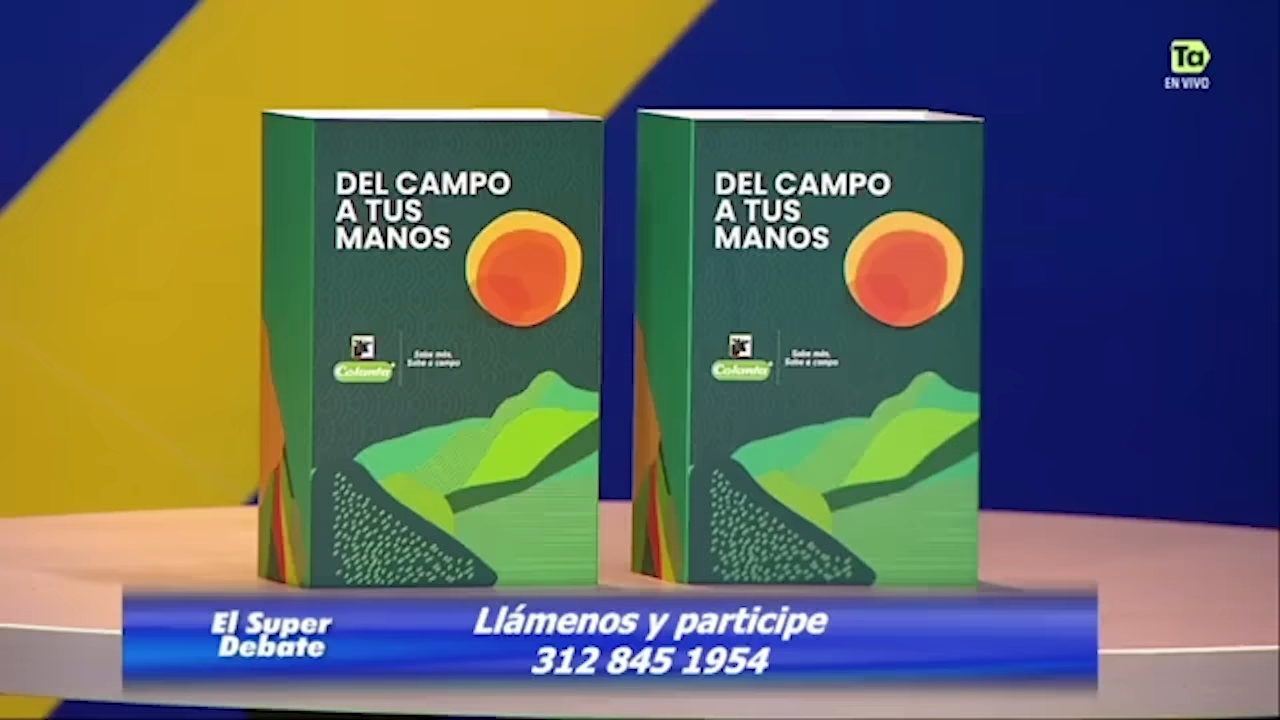 Ta
EN VIVO
DEL CAMPO
A TUS
MANOS
Colanta
Sabe más,
Sabe a campo
DEL CAMPO
A TUS
MANOS
Colanta
Sabe más,
Sabe a campo
El Super
Debate
Llámenos y participe
312 845 1954